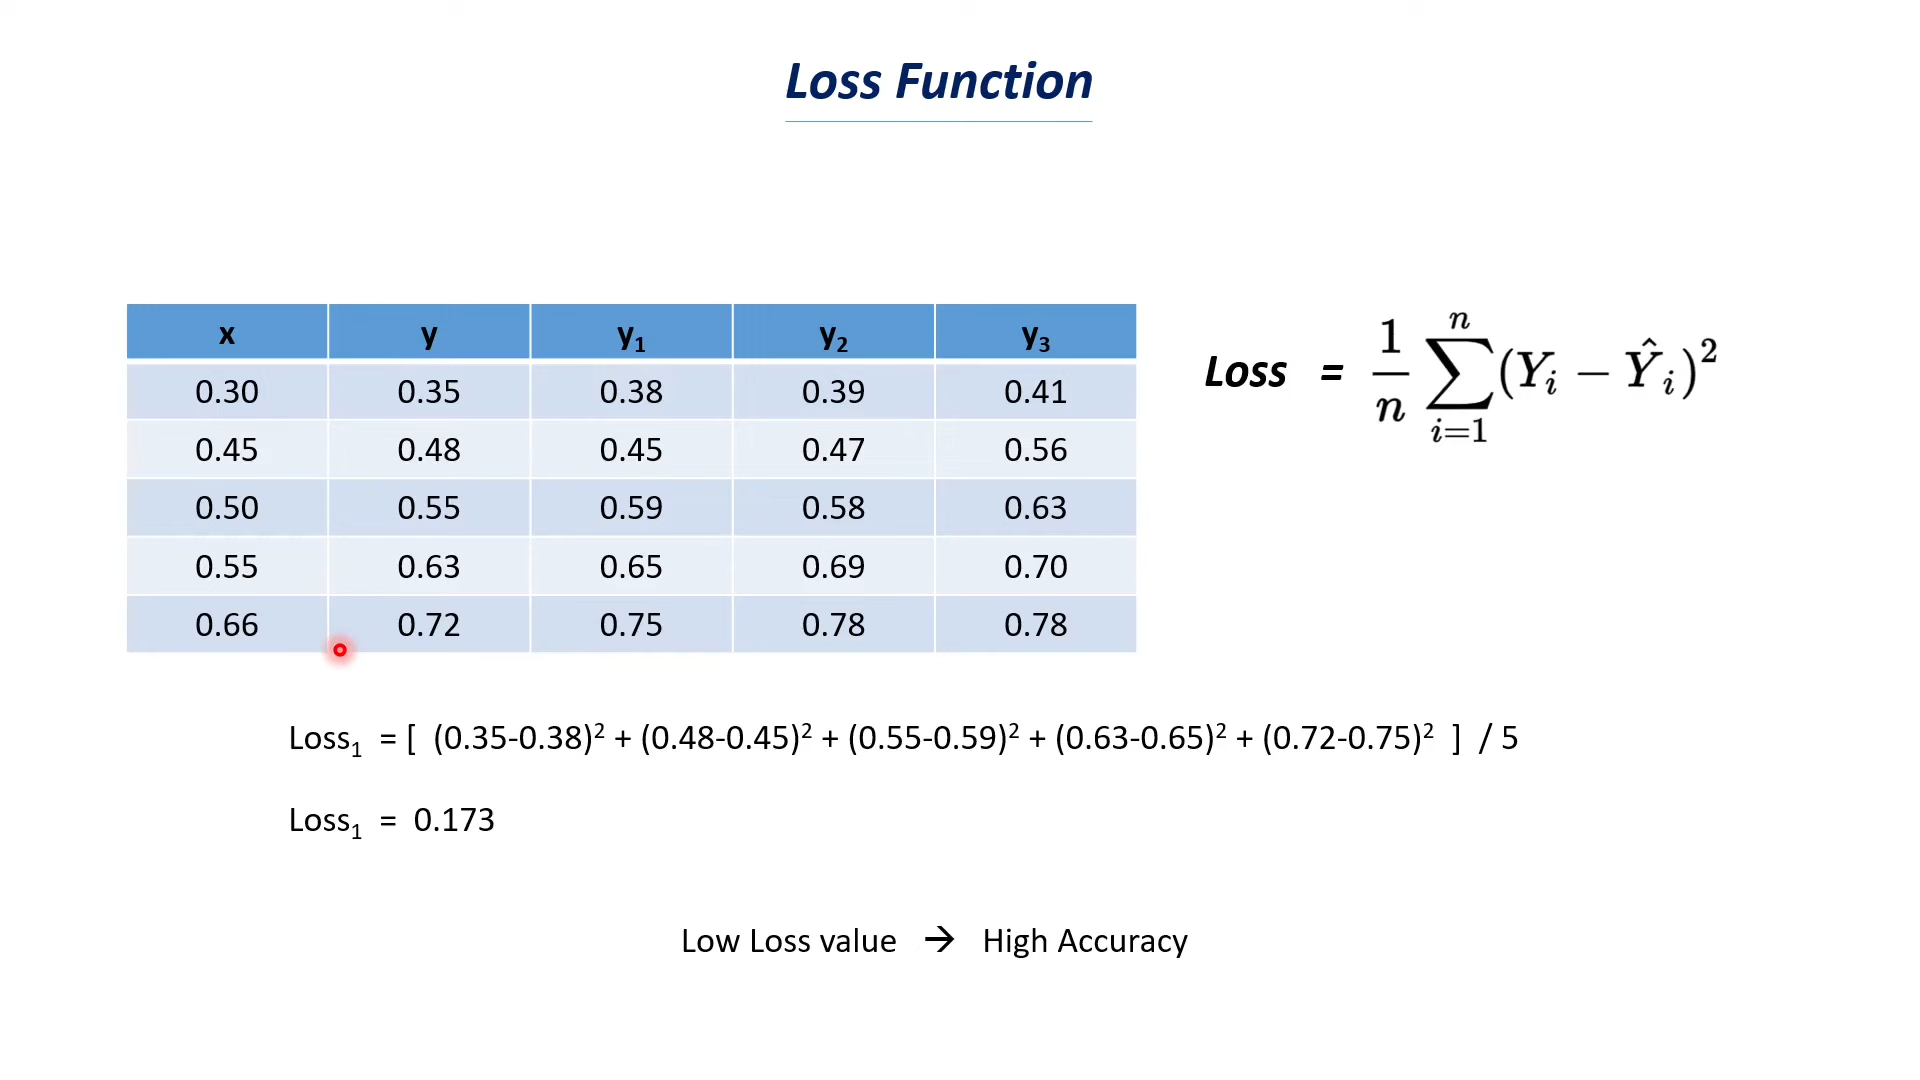 Loss Function
x y y₁ y₂ y₃
0.30 0.35 0.38 0.39 0.41
0.45 0.48 0.45 0.47 0.56
0.50 0.55 0.59 0.58 0.63
0.55 0.63 0.65 0.69 0.70
0.66 0.72 0.75 0.78 0.78
Loss = \frac{1}{n} \sum_{i=1}^{n} (Y_i − \hat{Y}_i)^2
Loss₁ = [ (0.35-0.38)² + (0.48-0.45)² + (0.55-0.59)² + (0.63-0.65)² + (0.72-0.75)² ] / 5
Loss₁ = 0.173
Low Loss value → High Accuracy